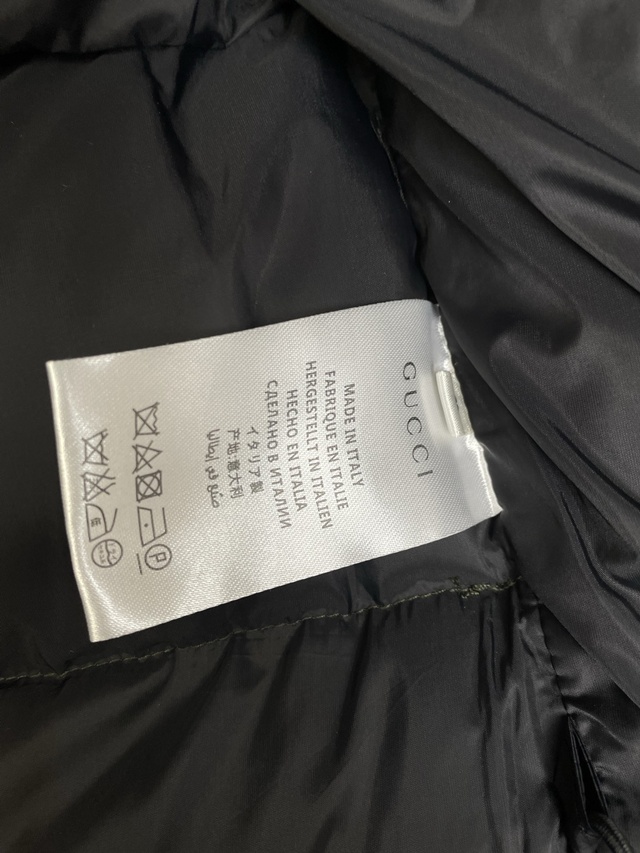 GUCCI
MADE IN ITALY
FABRIQUE EN ITALIE
HERGESTELLT IN ITALIEN
HECHO EN ITALIA
СДЕЛАНО В ИТАЛИИ
イタリア製
产地:意大利
صنع في إيطاليا
P